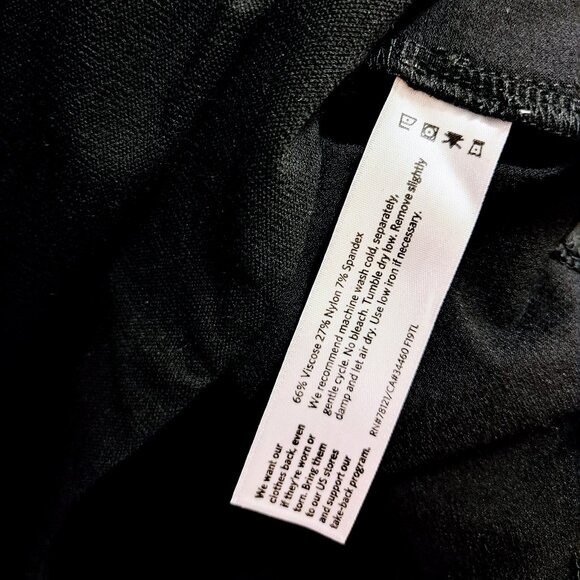 66% Viscose 27% Nylon 7% Spandex
We recommend machine wash cold, separately,
gentle cycle. No bleach. Tumble dry low. Remove slightly
damp and let air dry. Use low iron if necessary.
RN#78121/CA#34460 F19TL
We want our
clothes back, even
if they're worn or
torn. Bring them
to our US stores
and support our
take-back program.